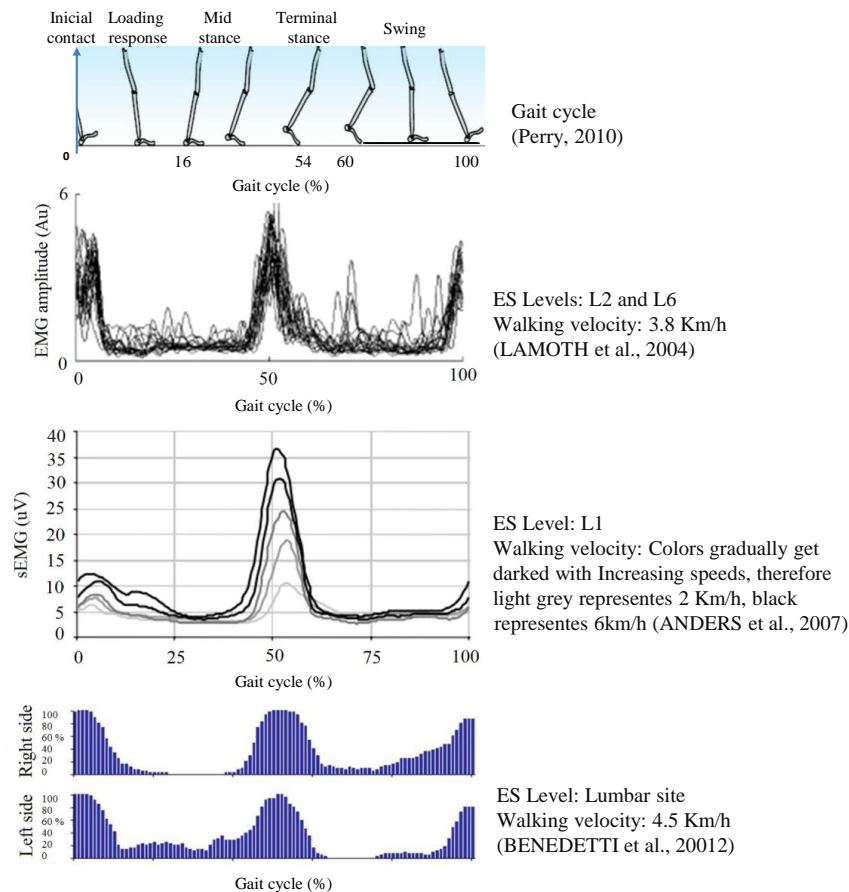 Inicial contact
Loading response
Mid stance
Terminal stance
Swing
0 16 54 60 100
Gait cycle (%)
Gait cycle
(Perry, 2010)
EMG amplitude (Au)
6
0
0 50 100
Gait cycle (%)
ES Levels: L2 and L6
Walking velocity: 3.8 Km/h
(LAMOTH et al., 2004)
sEMG (uV)
40
35
30
25
20
15
10
5
0
0 25 50 75 100
Gait cycle (%)
ES Level: L1
Walking velocity: Colors gradually get
darked with Increasing speeds, therefore
light grey representes 2 Km/h, black
representes 6km/h (ANDERS et al., 2007)
Right side
100
80
60 %
40
20
0
Left side
100
80
60%
40
20
0
Gait cycle (%)
ES Level: Lumbar site
Walking velocity: 4.5 Km/h
(BENEDETTI et al., 20012)